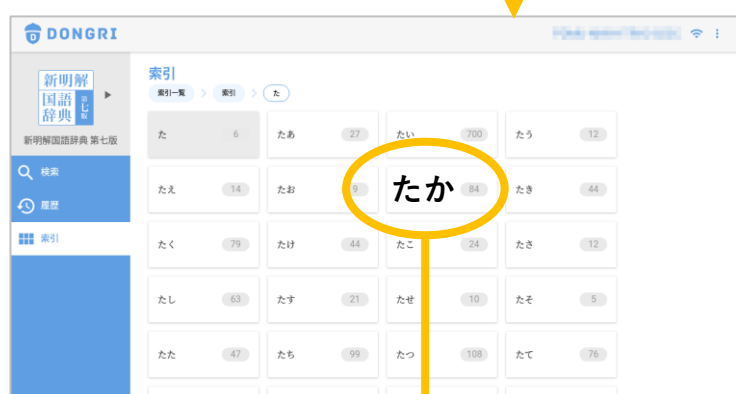 DONGRI
新明解
国語
辞典
第七版
新明解国語辞典 第七版
検索
履歴
索引
索引
索引一覧 索引 た
た 6 たあ 27 たい 700 たう 12
たえ 14 たお 9 たか 84 たき 44
たく 79 たけ 44 たこ 24 たさ 12
たし 63 たす 21 たせ 10 たそ 5
たた 47 たち 99 たつ 108 たて 76